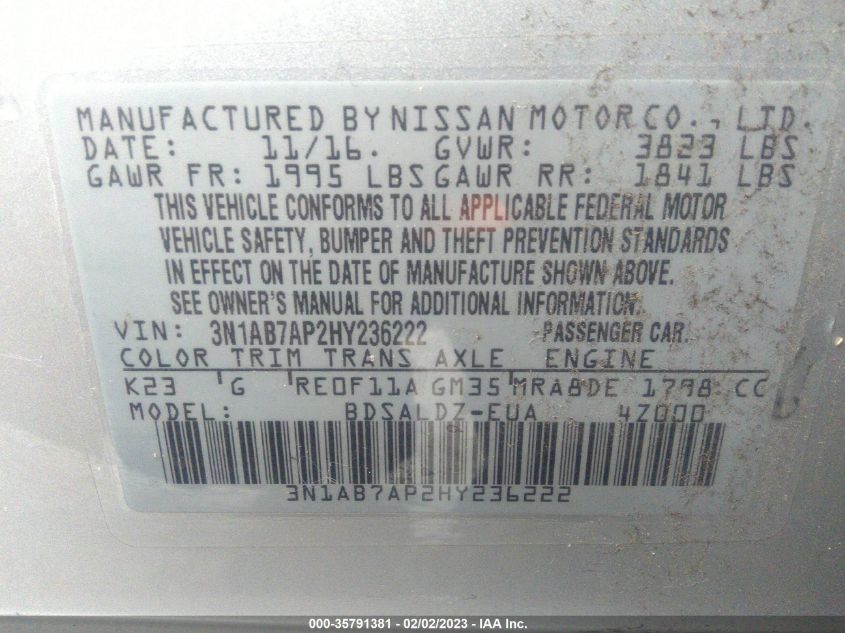 MANUFACTURED BY NISSAN MOTOR CO., LTD.
DATE: 11/16. GVWR: 3823 LBS
GAWR FR: 1995 LBS GAWR RR: 1841 LBS
THIS VEHICLE CONFORMS TO ALL APPLICABLE FEDERAL MOTOR
VEHICLE SAFETY, BUMPER AND THEFT PREVENTION STANDARDS
IN EFFECT ON THE DATE OF MANUFACTURE SHOWN ABOVE.
SEE OWNER'S MANUAL FOR ADDITIONAL INFORMATION.
VIN: 3N1AB7AP2HY236222 -PASSENGER CAR.
COLOR TRIM TRANS AXLE ENGINE
K23 G RE0F11A GM35 MRA8DE 1798 CC
MODEL: BDSALDZ-EUA 4Z000
3N1AB7AP2HY236222
000-35791381 - 02/02/2023 - IAA Inc.